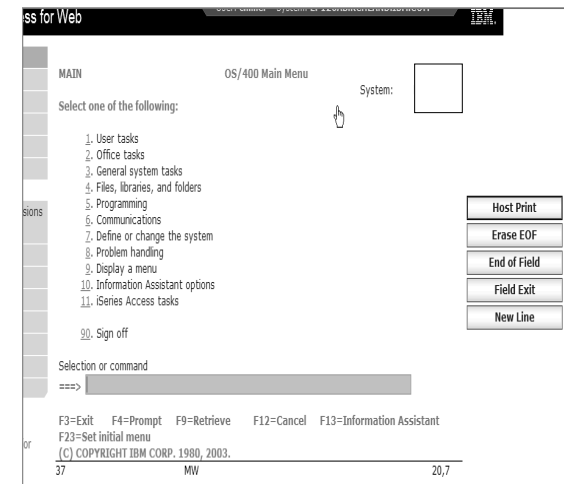 ss for Web
IBM.
MAIN OS/400 Main Menu
System:
Select one of the following:
1. User tasks
2. Office tasks
3. General system tasks
4. Files, libraries, and folders
5. Programming
6. Communications
7. Define or change the system
8. Problem handling
9. Display a menu
10. Information Assistant options
11. iSeries Access tasks
90. Sign off
Selection or command
===>
F3=Exit F4=Prompt F9=Retrieve F12=Cancel F13=Information Assistant
F23=Set initial menu
(C) COPYRIGHT IBM CORP. 1980, 2003.
37 MW 20,7
sions
or
Host Print
Erase EOF
End of Field
Field Exit
New Line